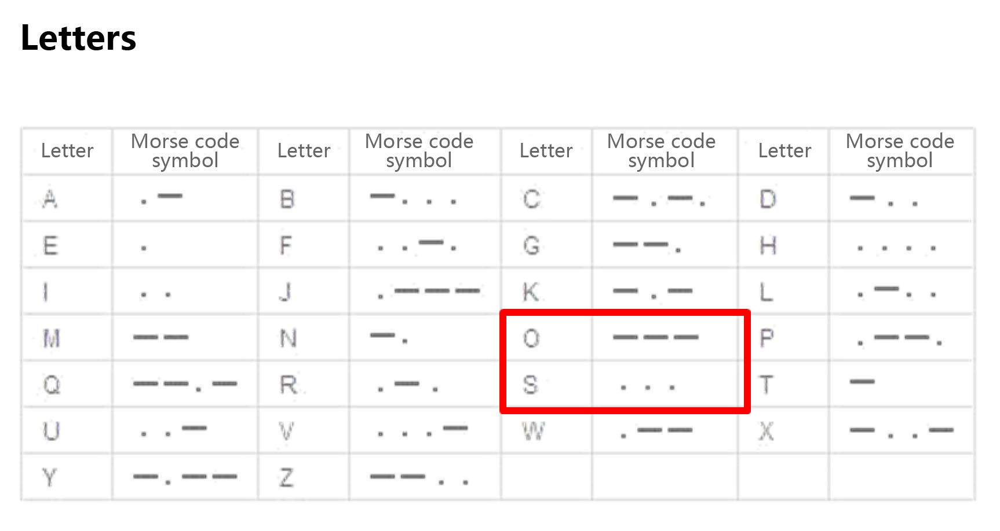 Letters
Letter Morse code symbol Letter Morse code symbol Letter Morse code symbol Letter Morse code symbol
A .— B —... C —.—. D —..
E . F ..—. G ——. H ....
I .. J .——— K —.— L .—..
M —— N —. O ——— P .——.
Q ——.— R .—. S ... T —
U ..— V ...— W .—— X —..—
Y —.—— Z ——..